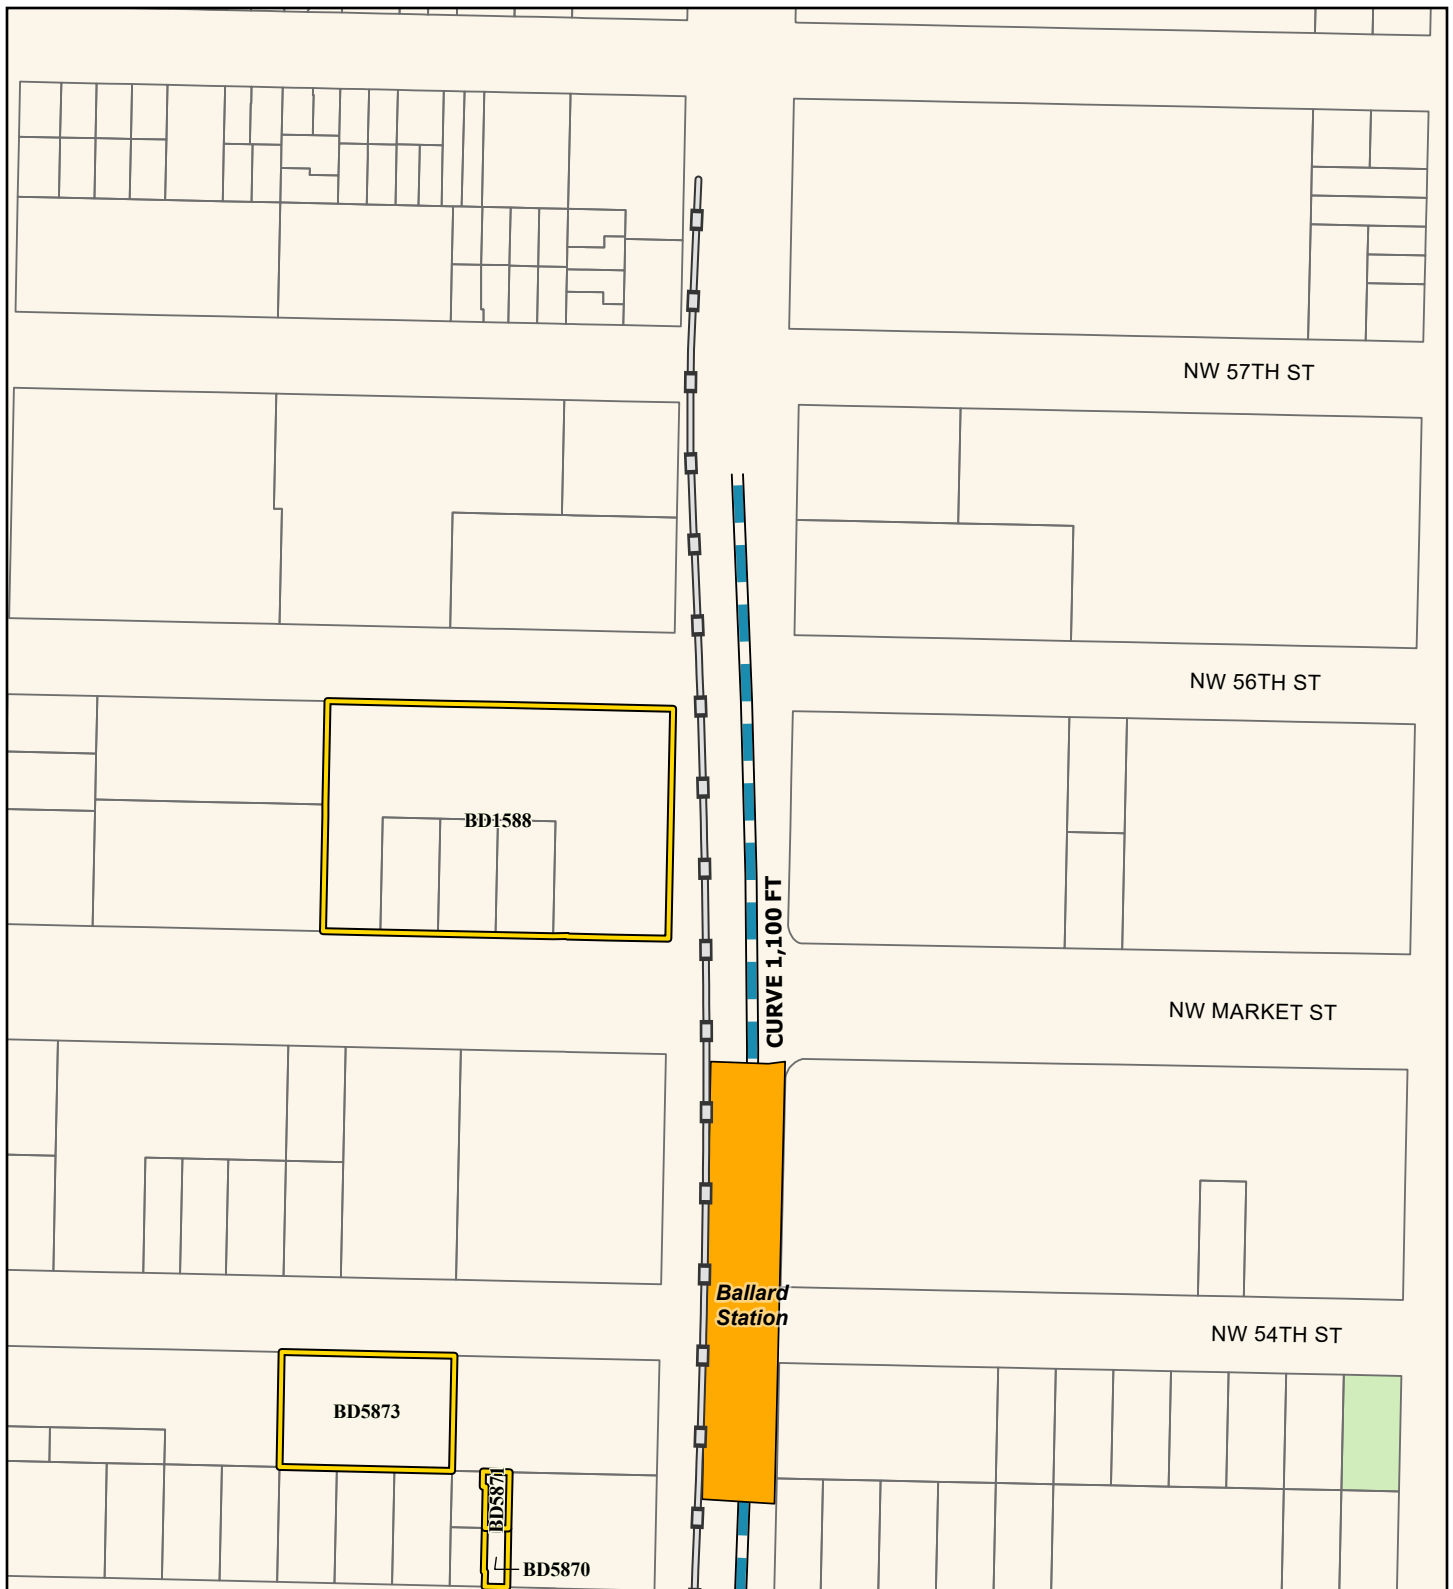 NW 57TH ST
NW 56TH ST
BD1588
CURVE 1,100 FT
NW MARKET ST
Ballard
Station
NW 54TH ST
BD5873
BD5871
BD5870